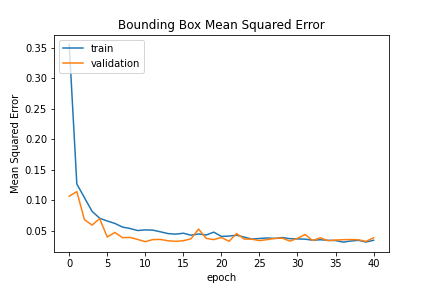 Bounding Box Mean Squared Error
train
validation
Mean Squared Error
0.35
0.30
0.25
0.20
0.15
0.10
0.05
0 5 10 15 20 25 30 35 40
epoch